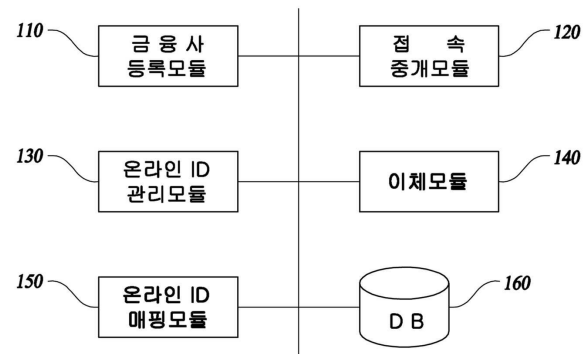 110
금 융 사
등록모듈
접 속
중개모듈
120
130
온라인 ID
관리모듈
이체모듈
140
150
온라인 ID
매핑모듈
D B
160